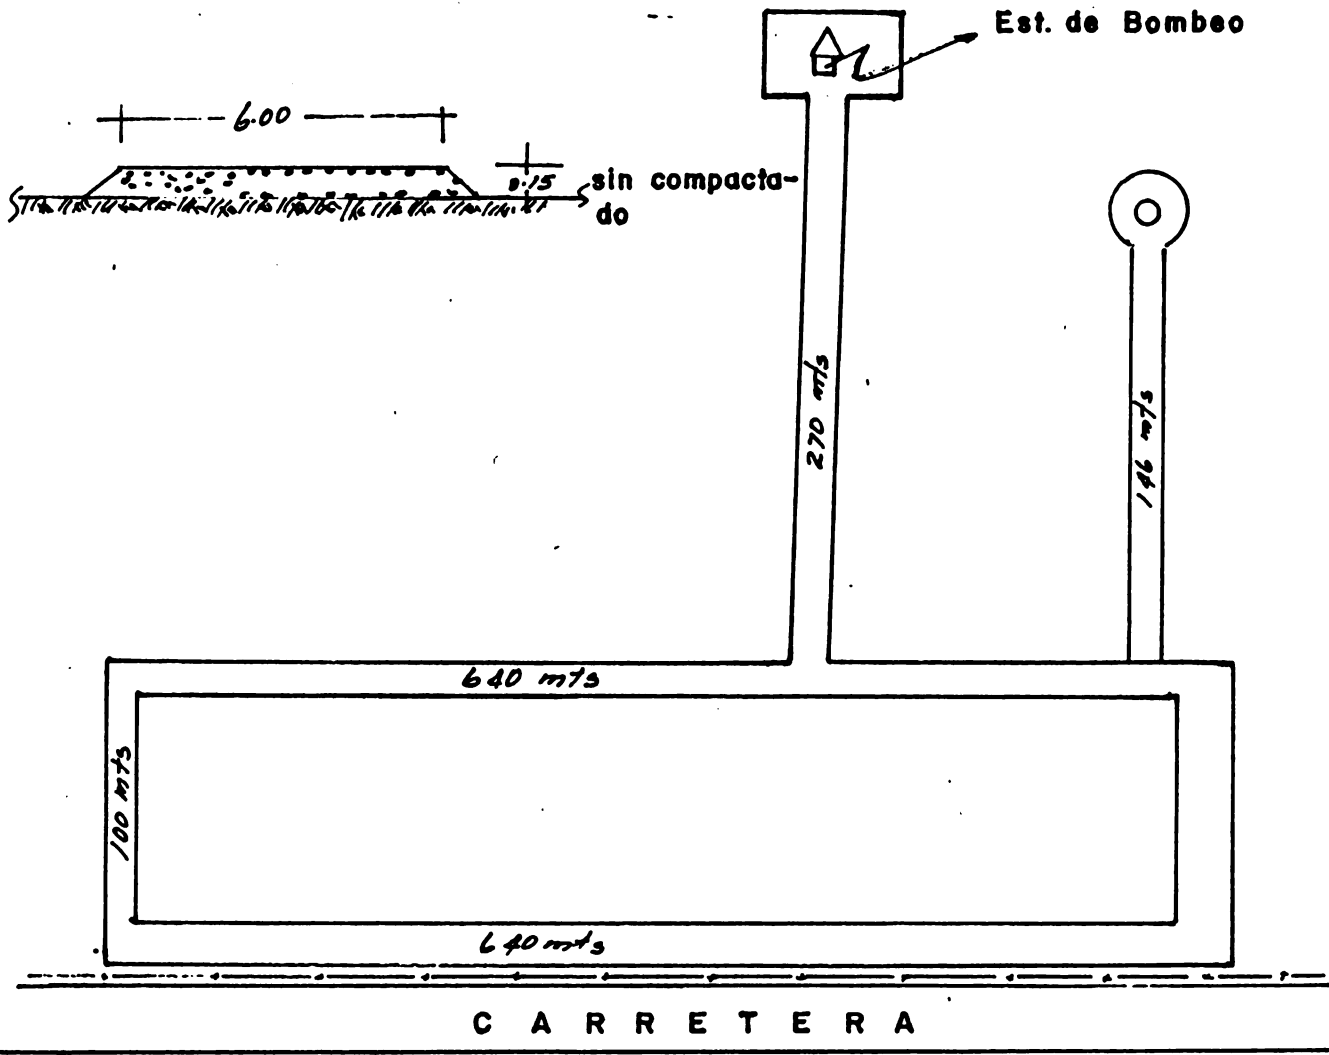 Est. de Bombeo
6.00
0.15
sin compacta-
do
270 mts
146 mts
640 mts
100 mts
640 mts
CARRETERA